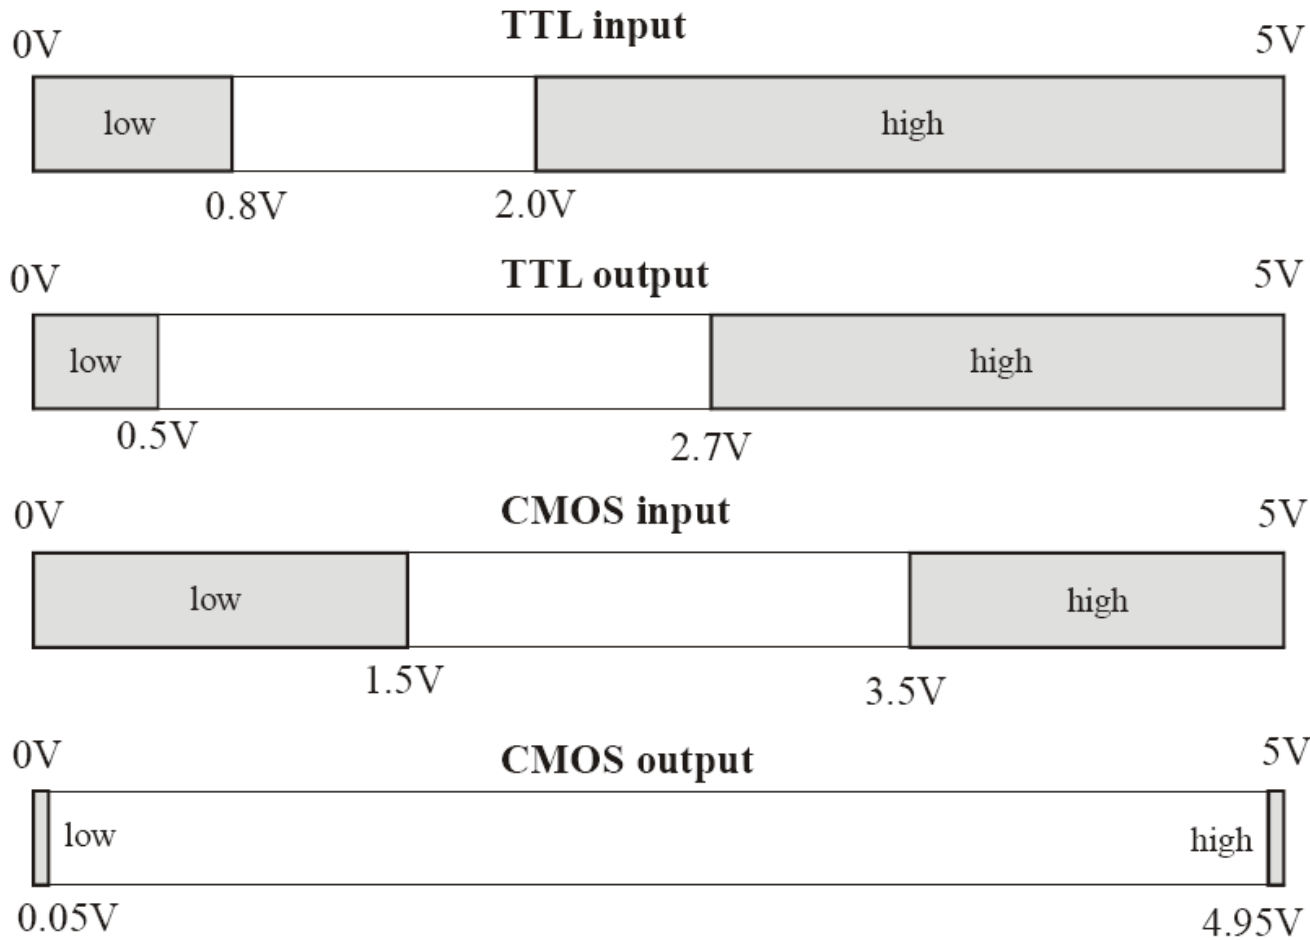 TTL input
0V 5V
low high
0.8V 2.0V
TTL output
0V 5V
low high
0.5V 2.7V
CMOS input
0V 5V
low high
1.5V 3.5V
CMOS output
0V 5V
low high
0.05V 4.95V